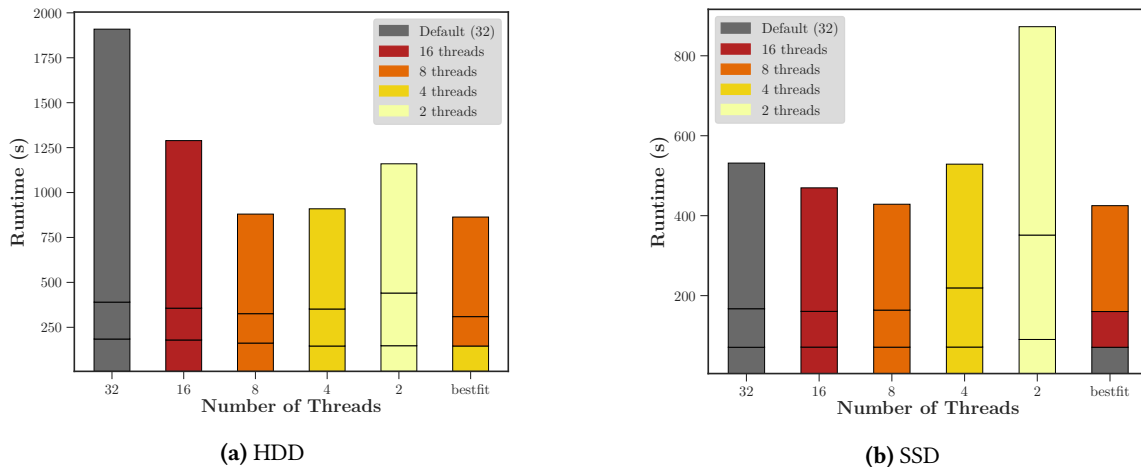 2000
1750
1500
1250
1000
750
500
250
Runtime (s)
Default (32)
16 threads
8 threads
4 threads
2 threads
32 16 8 4 2 bestfit
Number of Threads
(a) HDD
800
600
400
200
Runtime (s)
Default (32)
16 threads
8 threads
4 threads
2 threads
32 16 8 4 2 bestfit
Number of Threads
(b) SSD